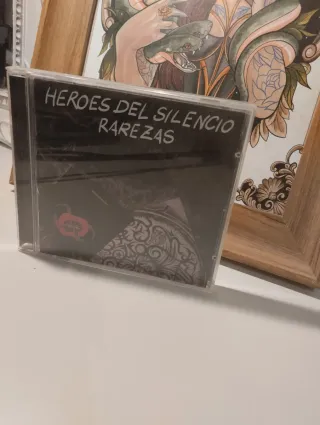 HEROES DEL SILENCIO
RAREZAS